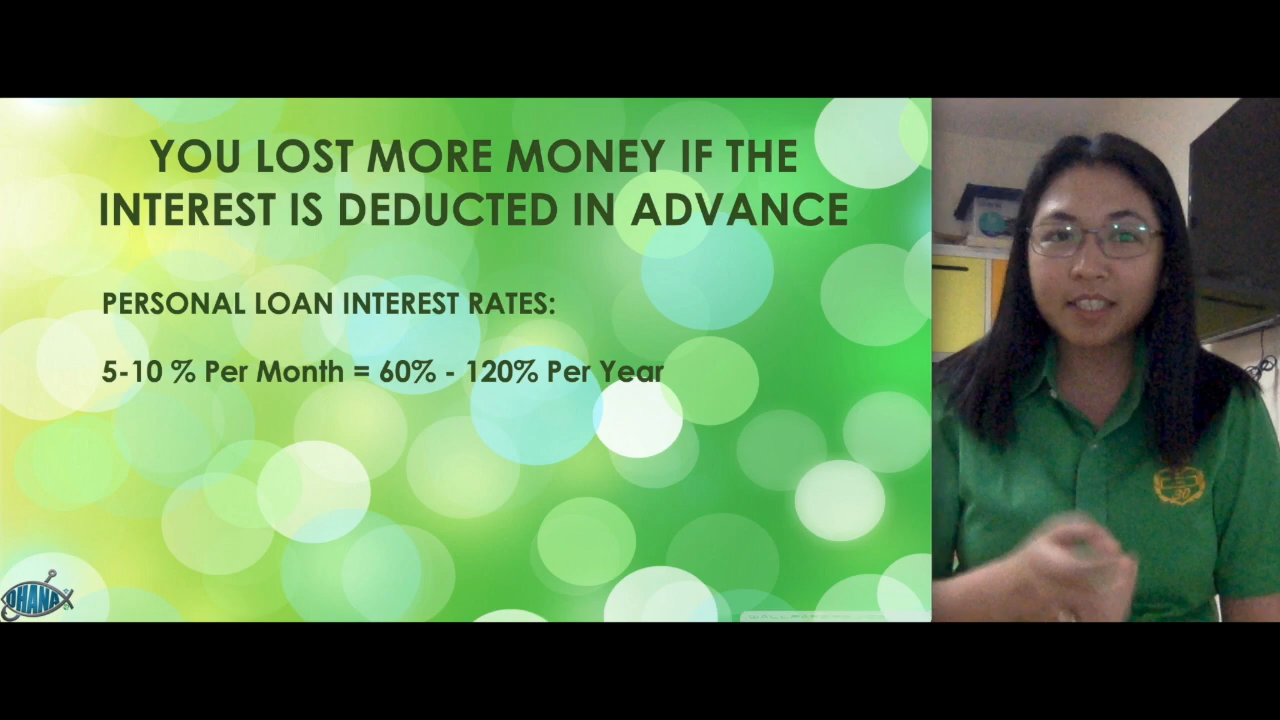 YOU LOST MORE MONEY IF THE
INTEREST IS DEDUCTED IN ADVANCE
PERSONAL LOAN INTEREST RATES:
5-10 % Per Month = 60% - 120% Per Year
OHANA
30